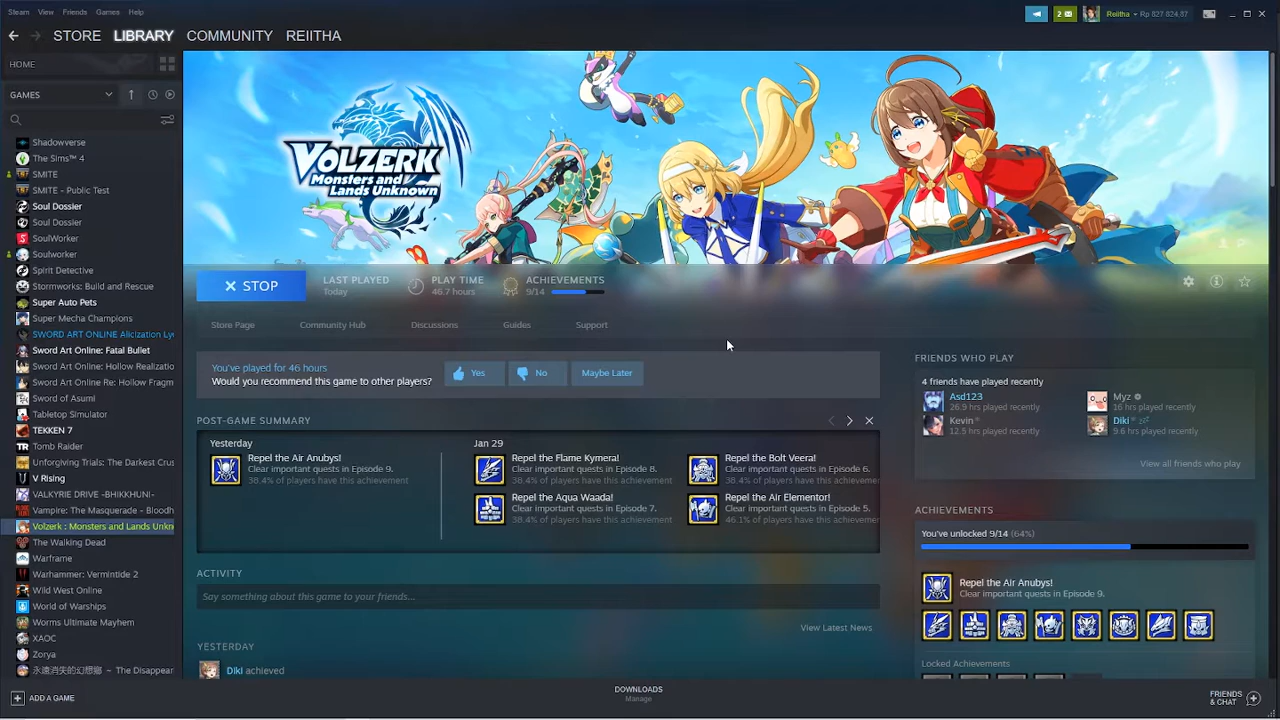 Steam View Friends Games Help
2 Reiitha Rp 827 824,87
STORE LIBRARY COMMUNITY REIITHA
HOME
GAMES
Shadowverse
The Sims™ 4
SMITE
SMITE - Public Test
Soul Dossier
Soul Dossier
SoulWorker
Soulworker
Spirit Detective
Stormworks: Build and Rescue
Super Auto Pets
Super Mecha Champions
SWORD ART ONLINE Alicization Lyc
Sword Art Online: Fatal Bullet
Sword Art Online: Hollow Realizatio
Sword Art Online Re: Hollow Fragm
Sword of Asumi
Tabletop Simulator
TEKKEN 7
Tomb Raider
Unforgiving Trials: The Darkest Crus
V Rising
VALKYRIE DRIVE -BHIKKHUNI-
Vampire: The Masquerade - Bloodh
Volzerk : Monsters and Lands Unkn
The Walking Dead
Warframe
Warhammer: Vermintide 2
Wild West Online
World of Warships
Worms Ultimate Mayhem
XAOC
Zorya
永遠消失的幻想鄉 ~ The Disappear
ADD A GAME
VOLZERK
Monsters and
Lands Unknown
STOP
LAST PLAYED
Today
PLAY TIME
46.7 hours
ACHIEVEMENTS
9/14
Store Page Community Hub Discussions Guides Support
You've played for 46 hours
Would you recommend this game to other players?
Yes No Maybe Later
POST-GAME SUMMARY
Yesterday
Repel the Air Anubys!
Clear important quests in Episode 9.
38.4% of players have this achievement
Jan 29
Repel the Flame Kymera!
Clear important quests in Episode 8.
38.4% of players have this achievement
Repel the Bolt Veera!
Clear important quests in Episode 6.
38.4% of players have this achievement
Repel the Aqua Waada!
Clear important quests in Episode 7.
38.4% of players have this achievement
Repel the Air Elementor!
Clear important quests in Episode 5.
46.1% of players have this achievement
ACTIVITY
Say something about this game to your friends...
View Latest News
YESTERDAY
Diki achieved
FRIENDS WHO PLAY
4 friends have played recently
Asd123
26.9 hrs played recently
Myz
16 hrs played recently
Kevin
12.5 hrs played recently
Diki
9.6 hrs played recently
View all friends who play
ACHIEVEMENTS
You've unlocked 9/14 (64%)
Repel the Air Anubys!
Clear important quests in Episode 9.
Locked Achievements
DOWNLOADS
Manage
FRIENDS
& CHAT